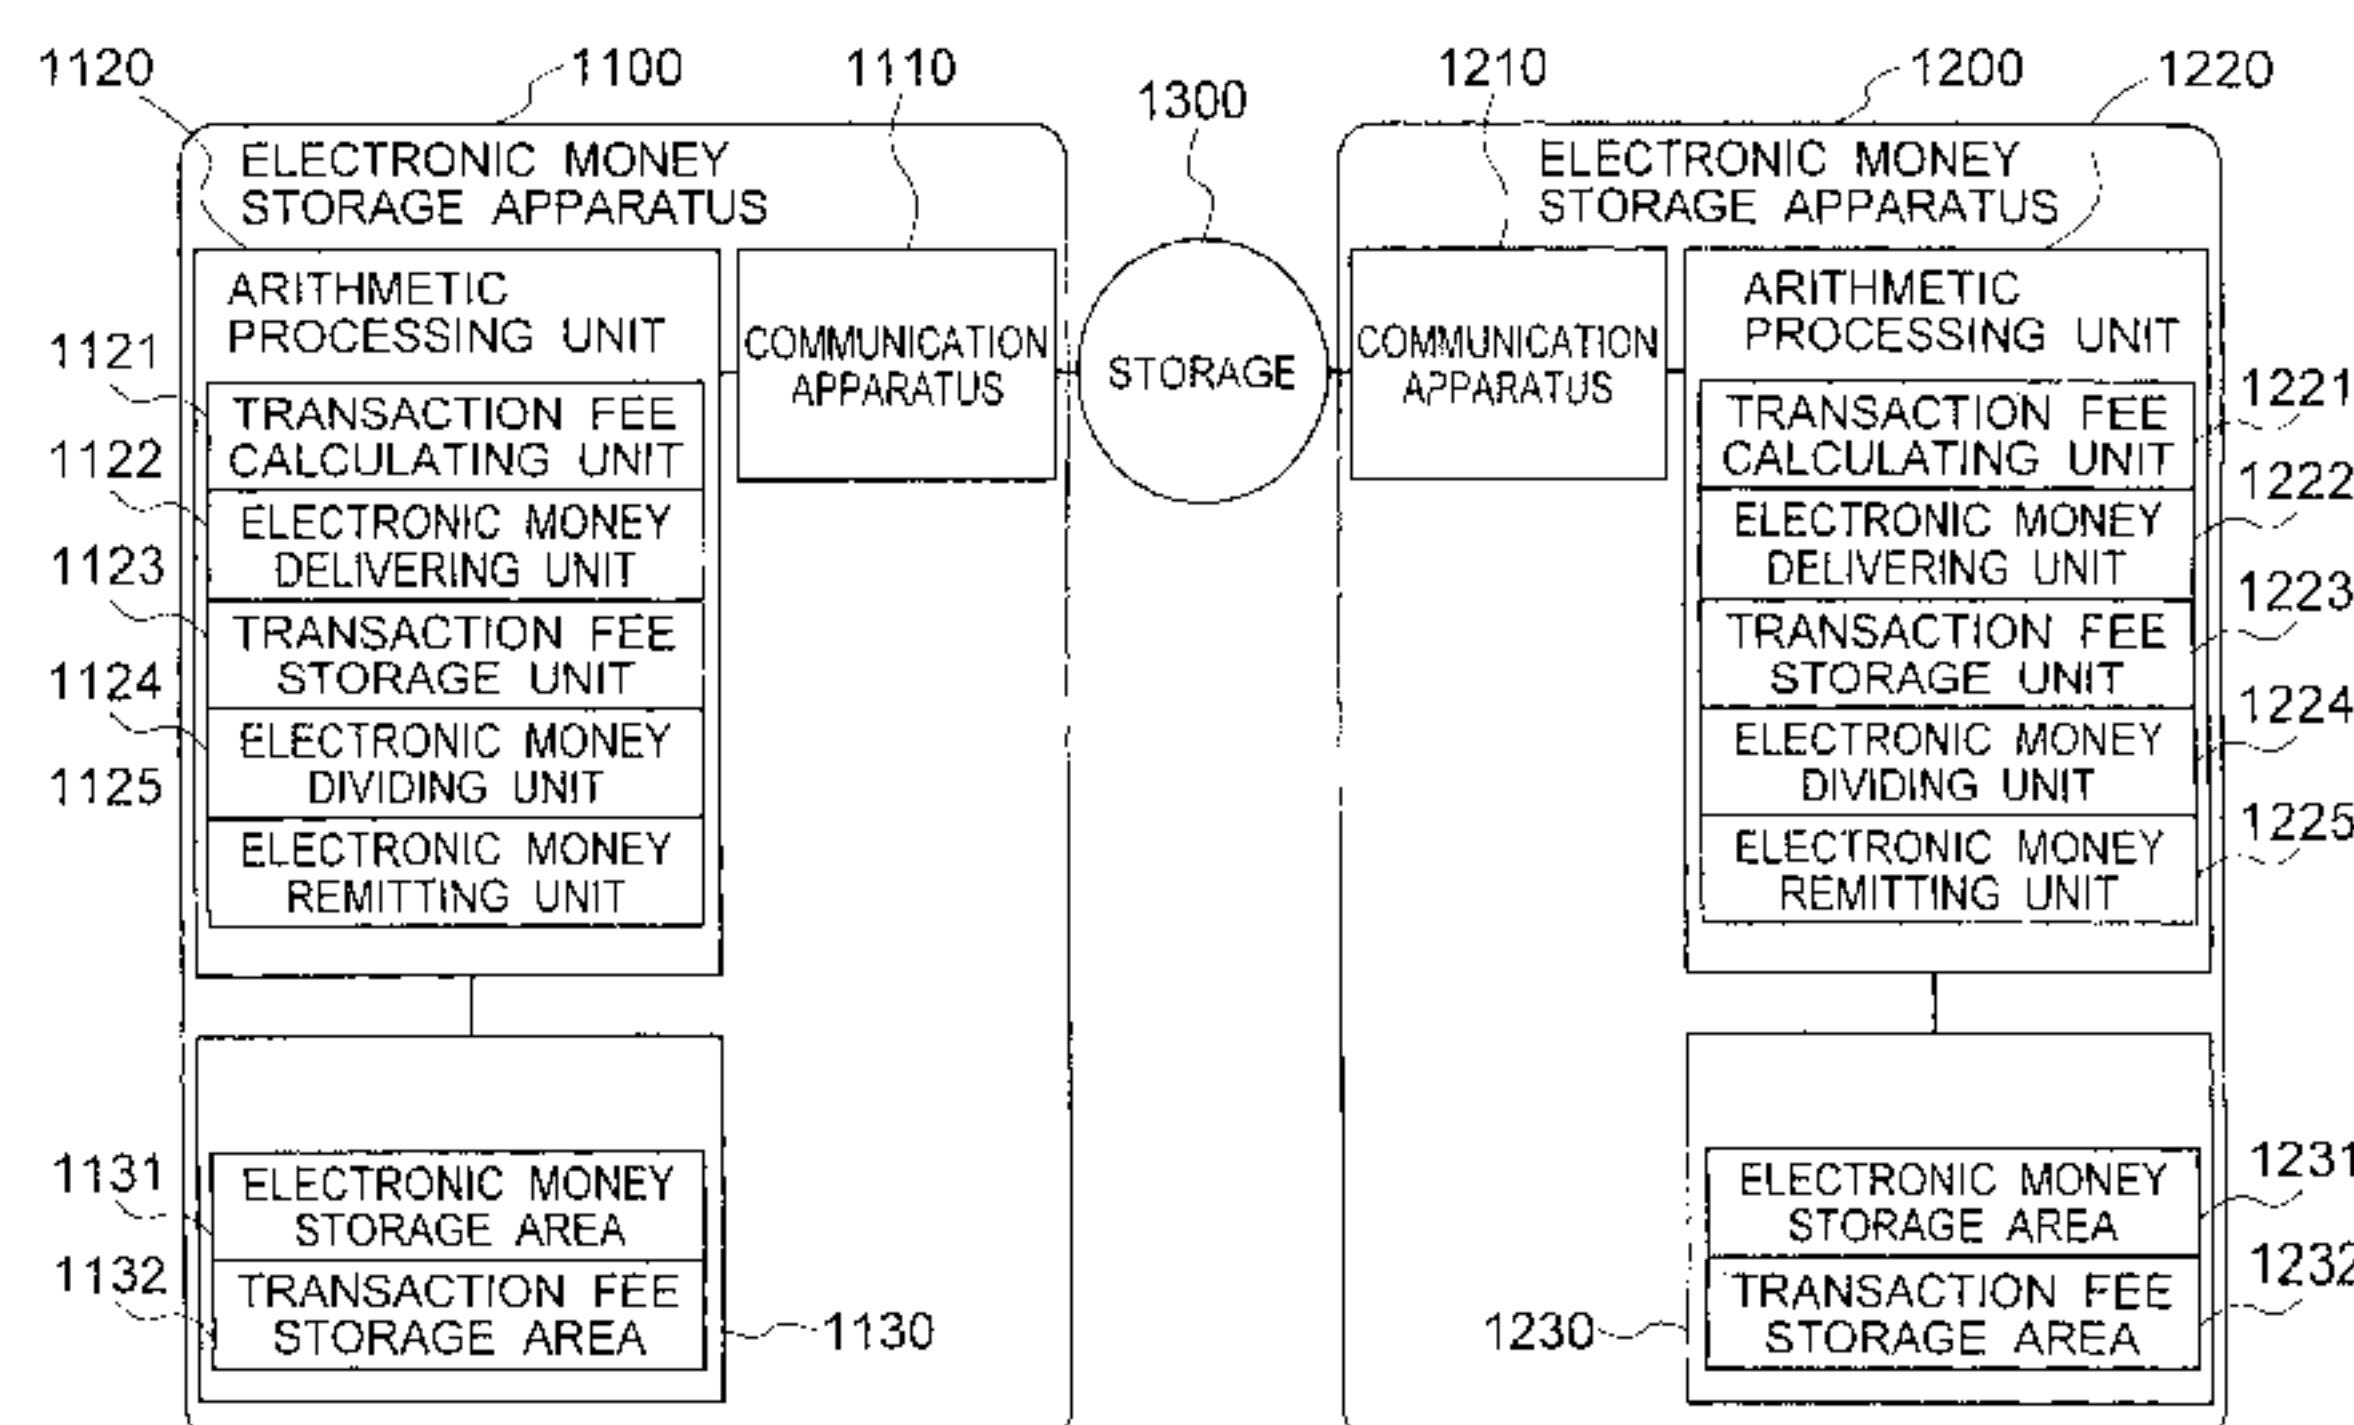 1120
1100
1110
1300
1210
1200
1220
ELECTRONIC MONEY
STORAGE APPARATUS
ARITHMETIC
PROCESSING UNIT
1121
TRANSACTION FEE
CALCULATING UNIT
1122
ELECTRONIC MONEY
DELIVERING UNIT
1123
TRANSACTION FEE
STORAGE UNIT
1124
ELECTRONIC MONEY
DIVIDING UNIT
1125
ELECTRONIC MONEY
REMITTING UNIT
COMMUNICATION
APPARATUS
STORAGE
1131
ELECTRONIC MONEY
STORAGE AREA
1132
TRANSACTION FEE
STORAGE AREA
1130
ELECTRONIC MONEY
STORAGE APPARATUS
COMMUNICATION
APPARATUS
ARITHMETIC
PROCESSING UNIT
TRANSACTION FEE
CALCULATING UNIT
1221
ELECTRONIC MONEY
DELIVERING UNIT
1222
TRANSACTION FEE
STORAGE UNIT
1223
ELECTRONIC MONEY
DIVIDING UNIT
1224
ELECTRONIC MONEY
REMITTING UNIT
1225
ELECTRONIC MONEY
STORAGE AREA
1231
TRANSACTION FEE
STORAGE AREA
1232
1230